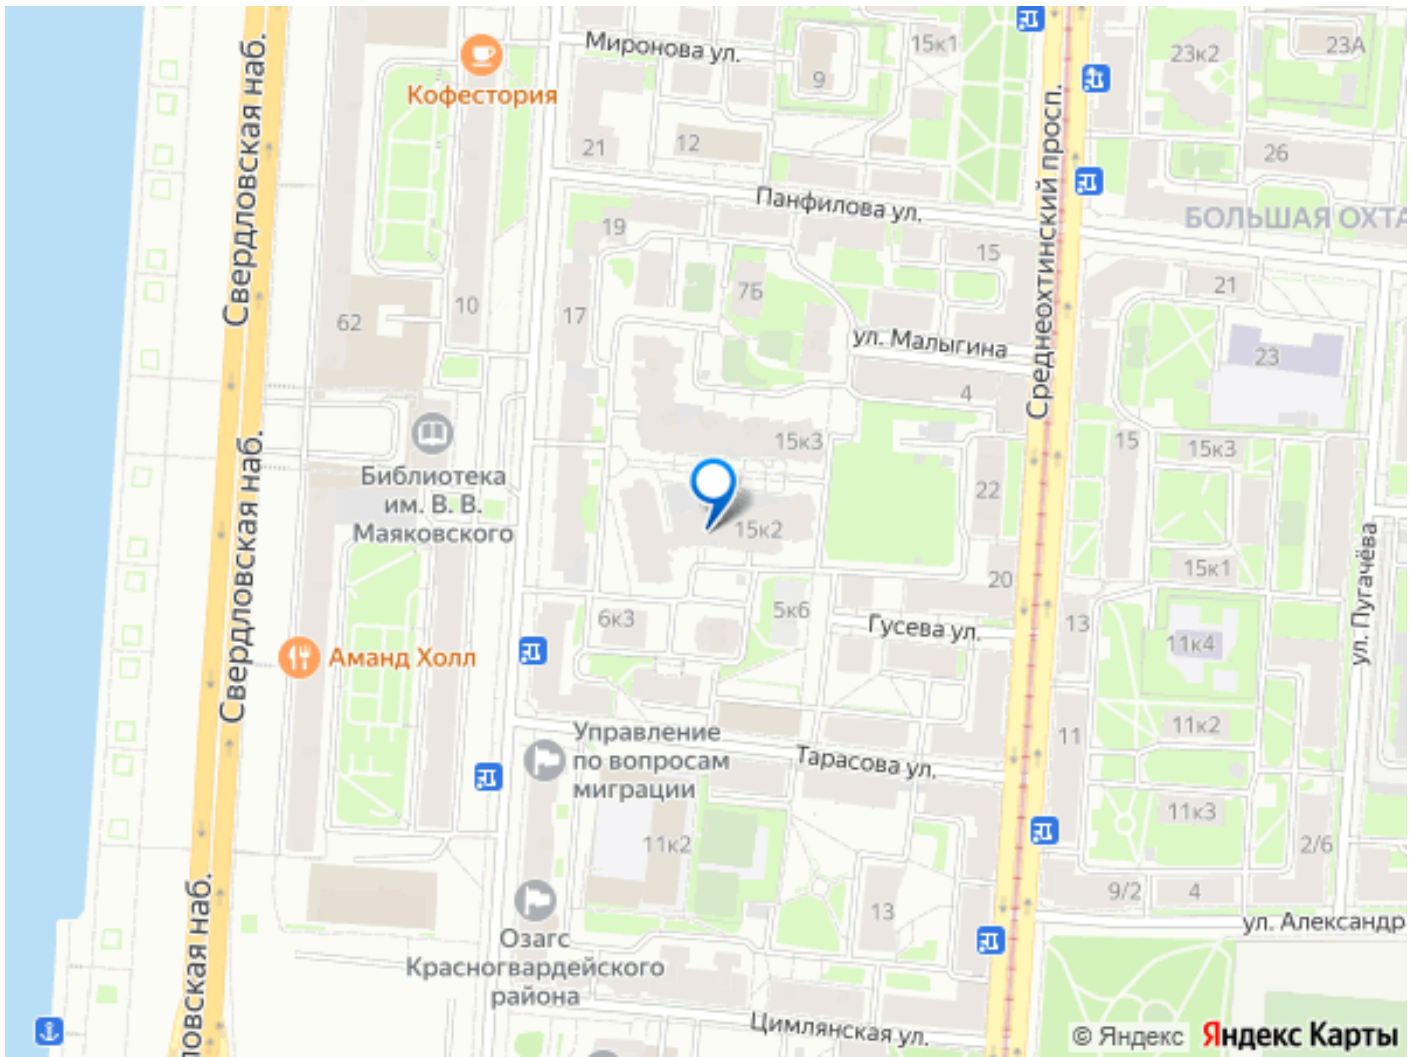 Миронова ул.
15к1
23к2
23А
Свердловская наб.
Кофестория
9
Среднеохтинский просп.
21
12
26
Панфилова ул.
БОЛЬШАЯ ОХТА
19
15
7Б
21
10
62
17
ул. Малыгина
23
4
15к3
15
15к3
Библиотека
им. В. В.
Маяковского
Свердловская наб.
22
15к2
ул. Пугачёва
15к1
20
6к3
5к6
Гусева ул.
13
11к4
Аманд Холл
11к2
11
Управление
по вопросам
миграции
Тарасова ул.
11к3
11к2
2/6
9/2
4
13
ул. Александр
Озагс
Красногвардейского
района
ловская наб.
Цимлянская ул.
© Яндекс Яндекс Карты